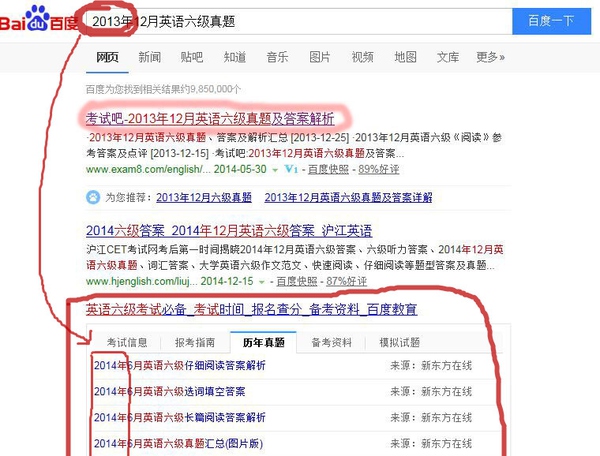 Bai du 百度 2013年12月英语六级真题 百度一下
网页 新闻 贴吧 知道 音乐 图片 视频 地图 文库 更多»
百度为您找到相关结果约9,850,000个
考试吧-2013年12月英语六级真题及答案解析
·2013年12月英语六级真题、答案及解析汇总 [2013-12-25] ·2013年12月英语六级《阅读》参
考答案及点评 [2013-12-15] ·考试吧:2013年12月英语六级真题及答案...
www.exam8.com/english/... 2014-05-30 - V1 - 百度快照 - 89%好评
为您推荐: 2013年12月六级真题 2013年12月英语六级真题及答案详解
2014六级答案_2014年12月英语六级答案_沪江英语
沪江CET考试网考后第一时间揭晓2014年12月英语六级答案、六级听力答案、2014年12月英
语六级真题、词汇答案、大学英语六级作文范文、快速阅读、仔细阅读等题型答案及真题...
www.hjenglish.com/liuj... 2014-12-15 - 百度快照 - 87%好评
英语六级考试必备_考试时间_报名查分_备考资料_百度教育
考试信息 报考指南 历年真题 备考资料 模拟试题
2014年6月英语六级仔细阅读答案解析 来源：新东方在线
2014年6月英语六级选词填空答案 来源：新东方在线
2014年6月英语六级长篇阅读答案解析 来源：新东方在线
2014年6月英语六级真题汇总(图片版) 来源：新东方在线